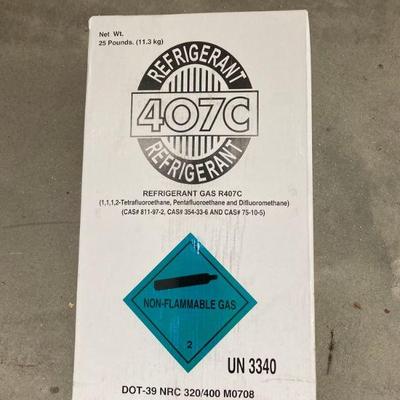 Net Wt.
25 Pounds. (11.3 kg)
REFRIGERANT
407C
REFRIGERANT
REFRIGERANT GAS R407C
(1,1,1,2-Tetrafluoroethane, Pentafluoroethane and Difluoromethane)
(CAS# 811-97-2, CAS# 354-33-6 AND CAS# 75-10-5)
NON-FLAMMABLE GAS
2
UN 3340
DOT-39 NRC 320/400 M0708